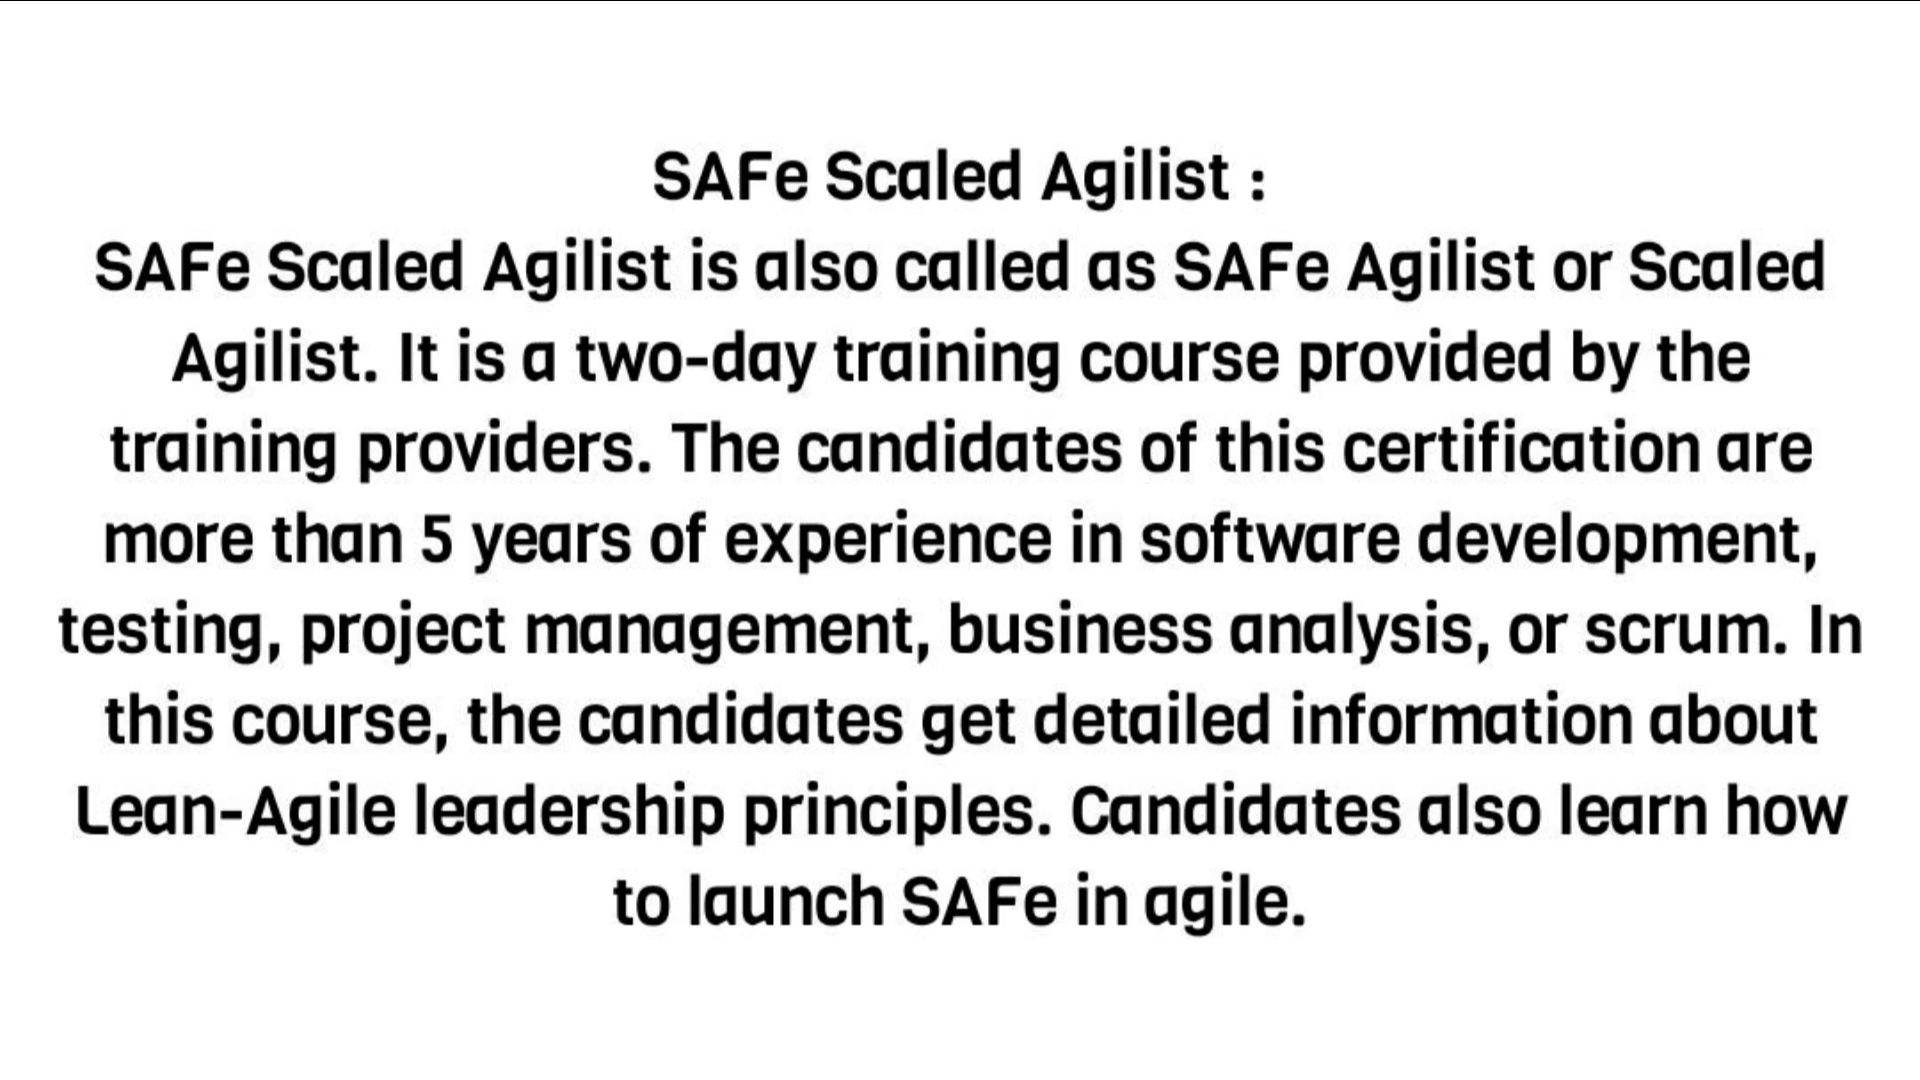 SAFe Scaled Agilist :
SAFe Scaled Agilist is also called as SAFe Agilist or Scaled
Agilist. It is a two-day training course provided by the
training providers. The candidates of this certification are
more than 5 years of experience in software development,
testing, project management, business analysis, or scrum. In
this course, the candidates get detailed information about
Lean-Agile leadership principles. Candidates also learn how
to launch SAFe in agile.